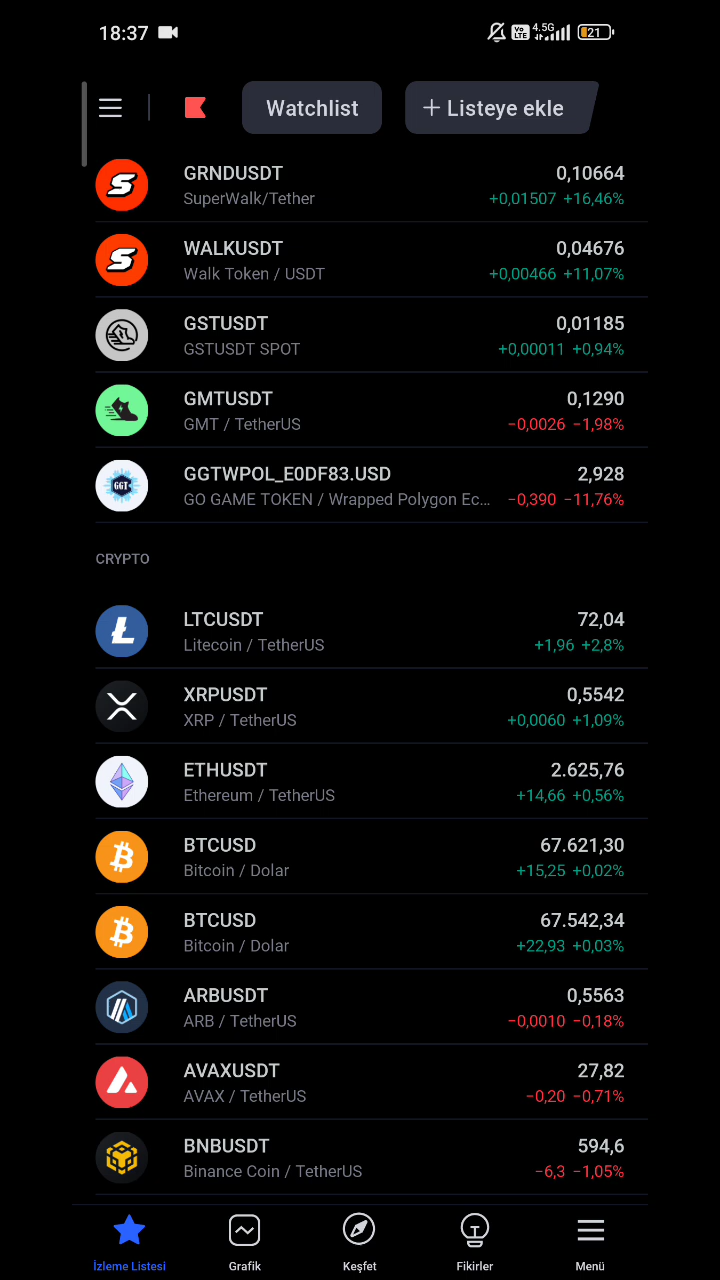 18:37 Vo LTE 4.5G 21
Watchlist + Listeye ekle
GRNDUSDT 0,10664
SuperWalk/Tether +0,01507 +16,46%
WALKUSDT 0,04676
Walk Token / USDT +0,00466 +11,07%
GSTUSDT 0,01185
GSTUSDT SPOT +0,00011 +0,94%
GMTUSDT 0,1290
GMT / TetherUS −0,0026 −1,98%
GGT
GGTWPOL_E0DF83.USD 2,928
GO GAME TOKEN / Wrapped Polygon Ec... −0,390 −11,76%
CRYPTO
LTCUSDT 72,04
Litecoin / TetherUS +1,96 +2,8%
XRPUSDT 0,5542
XRP / TetherUS +0,0060 +1,09%
ETHUSDT 2.625,76
Ethereum / TetherUS +14,66 +0,56%
BTCUSD 67.621,30
Bitcoin / Dolar +15,25 +0,02%
BTCUSD 67.542,34
Bitcoin / Dolar +22,93 +0,03%
ARBUSDT 0,5563
ARB / TetherUS −0,0010 −0,18%
AVAXUSDT 27,82
AVAX / TetherUS −0,20 −0,71%
BNBUSDT 594,6
Binance Coin / TetherUS −6,3 −1,05%
İzleme Listesi Grafik Keşfet Fikirler Menü